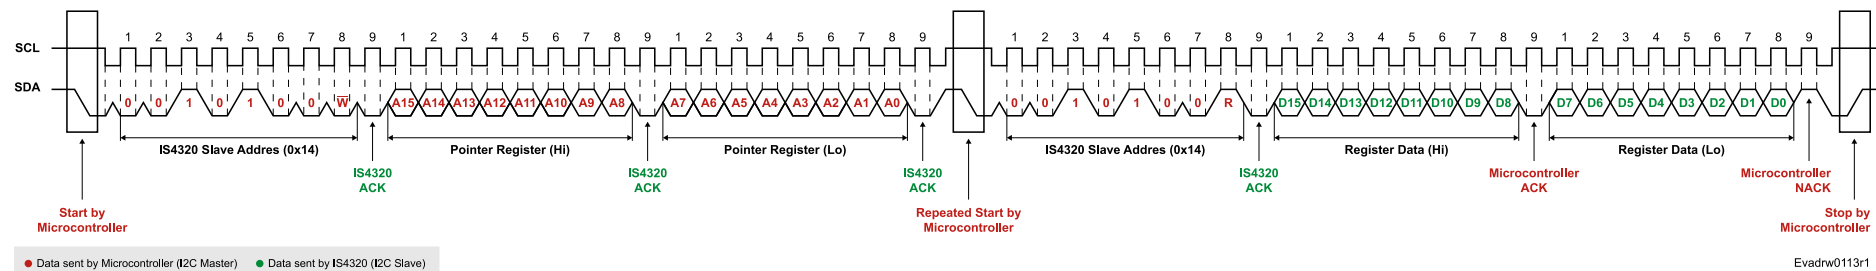 1 2 3 4 5 6 7 8 9 1 2 3 4 5 6 7 8 9 1 2 3 4 5 6 7 8 9 1 2 3 4 5 6 7 8 9 1 2 3 4 5 6 7 8 9 1 2 3 4 5 6 7 8 9
SCL
SDA
0 0 1 0 1 0 0 W̅ A15 A14 A13 A12 A11 A10 A9 A8 A7 A6 A5 A4 A3 A2 A1 A0 0 0 1 0 1 0 0 R D15 D14 D13 D12 D11 D10 D9 D8 D7 D6 D5 D4 D3 D2 D1 D0
IS4320 Slave Addres (0x14) Pointer Register (Hi) Pointer Register (Lo) IS4320 Slave Addres (0x14) Register Data (Hi) Register Data (Lo)
IS4320 IS4320 IS4320 IS4320 Microcontroller Microcontroller
ACK ACK ACK ACK ACK NACK
Start by Repeated Start by Stop by
Microcontroller Microcontroller Microcontroller
Data sent by Microcontroller (I2C Master) Data sent by IS4320 (I2C Slave)
Evadrw0113r1